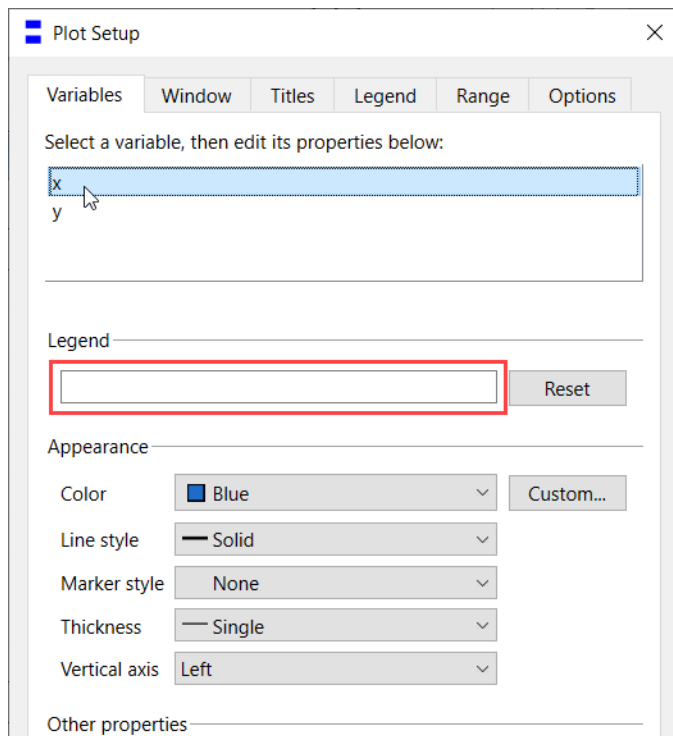 Plot Setup
Variables Window Titles Legend Range Options
Select a variable, then edit its properties below:
x
y
Legend
Reset
Appearance
Color Blue Custom...
Line style Solid
Marker style None
Thickness Single
Vertical axis Left
Other properties